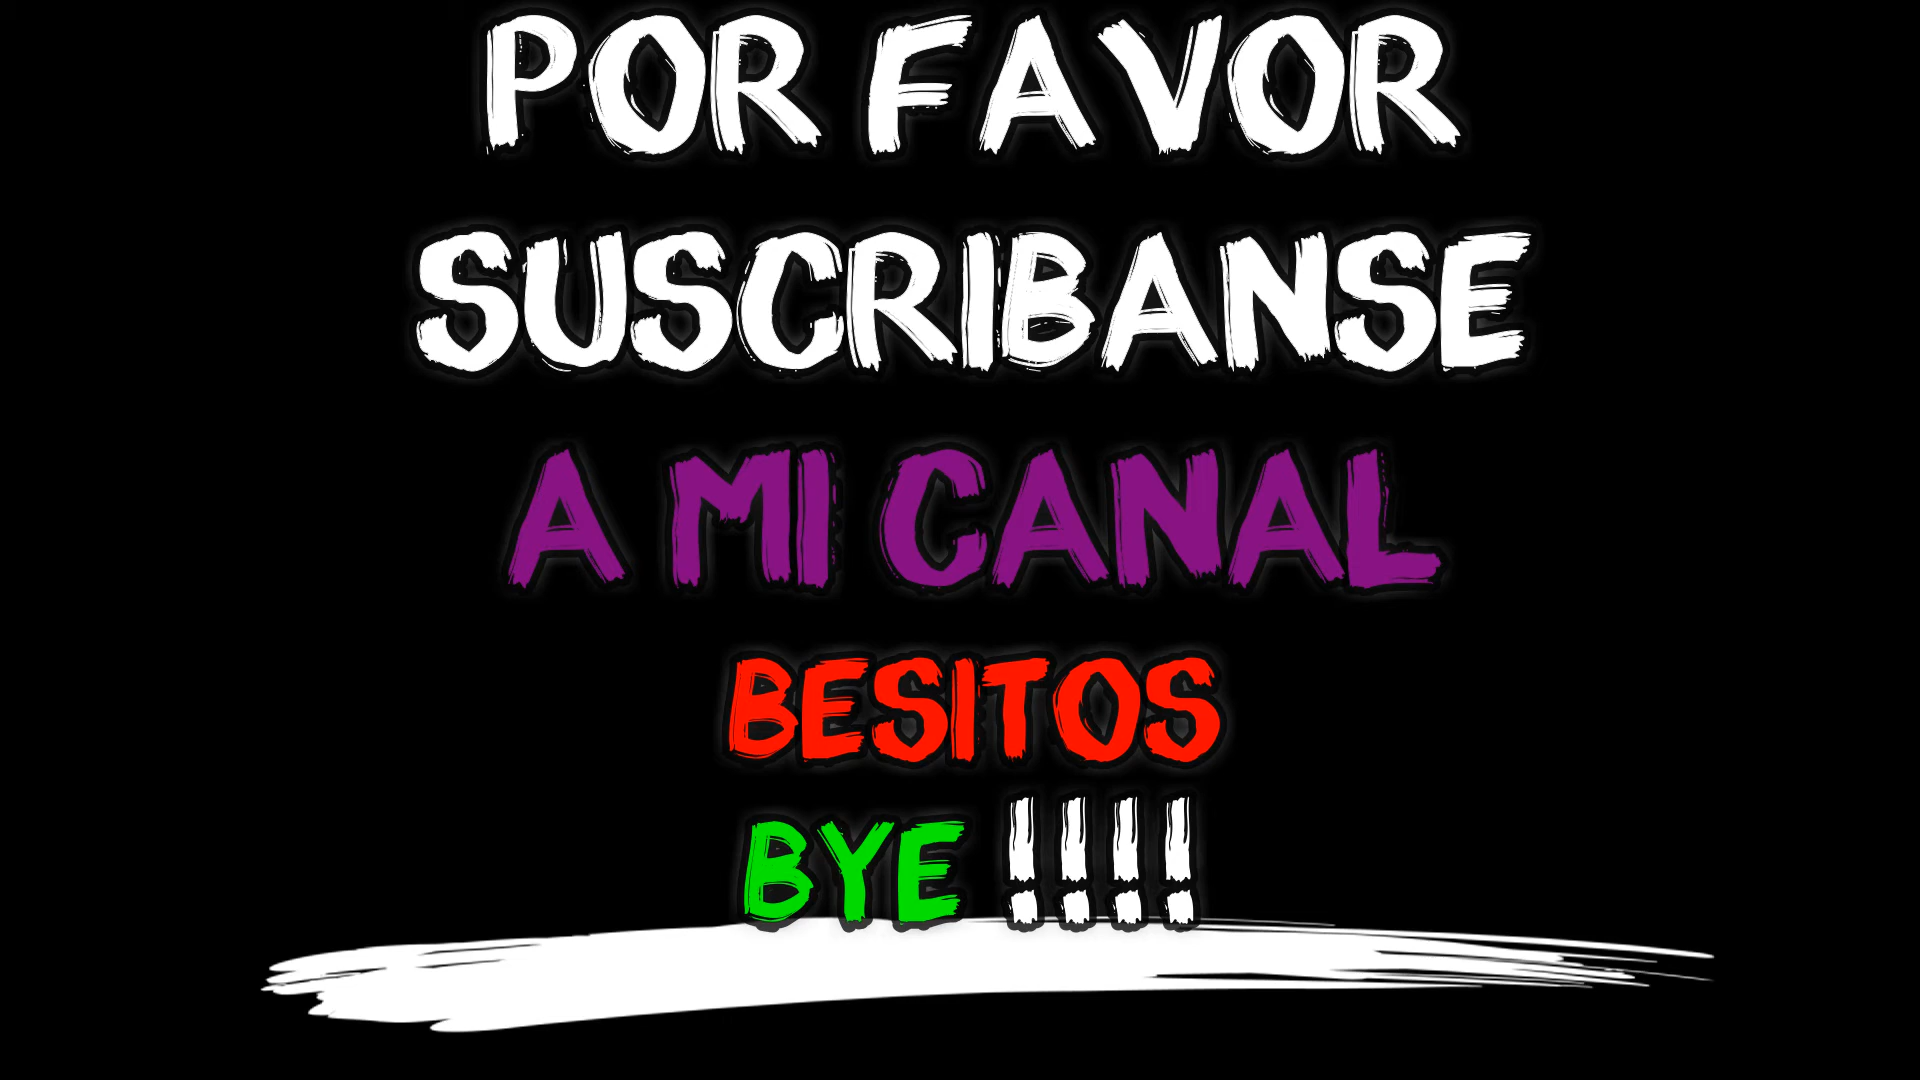 POR FAVOR
SUSCRIBANSE
A MI CANAL
BESITOS
BYE !!!!